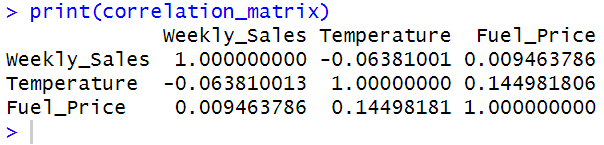 > print(correlation_matrix)
             Weekly_Sales Temperature  Fuel_Price
Weekly_Sales  1.000000000 -0.06381001 0.009463786
Temperature  -0.063810013  1.00000000 0.144981806
Fuel_Price    0.009463786  0.14498181 1.000000000
>